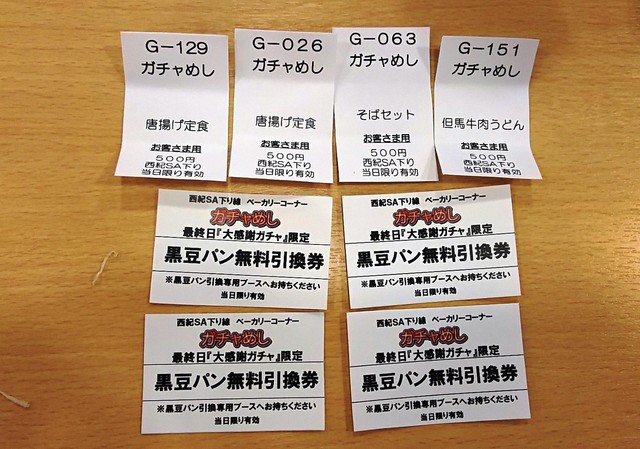 G－129
ガチャめし
唐揚げ定食
お客さま用
５００円
西紀SA下り
当日限り有効
G－026
ガチャめし
唐揚げ定食
お客さま用
５００円
西紀SA下り
当日限り有効
G－063
ガチャめし
そばセット
お客さま用
５００円
西紀SA下り
当日限り有効
G－151
ガチャめし
但馬牛肉うどん
お客さま用
５００円
西紀SA下り
当日限り有効
西紀SA下り線　ベーカリーコーナー
ガチャめし
最終日『大感謝ガチャ』限定
黒豆パン無料引換券
※黒豆パン引換専用ブースへお持ちください
当日限り有効
西紀SA下り線　ベーカリーコーナー
ガチャめし
最終日『大感謝ガチャ』限定
黒豆パン無料引換券
※黒豆パン引換専用ブースへお持ちください
当日限り有効
西紀SA下り線　ベーカリーコーナー
ガチャめし
最終日『大感謝ガチャ』限定
黒豆パン無料引換券
※黒豆パン引換専用ブースへお持ちください
当日限り有効
西紀SA下り線　ベーカリーコーナー
ガチャめし
最終日『大感謝ガチャ』限定
黒豆パン無料引換券
※黒豆パン引換専用ブースへお持ちください
当日限り有効